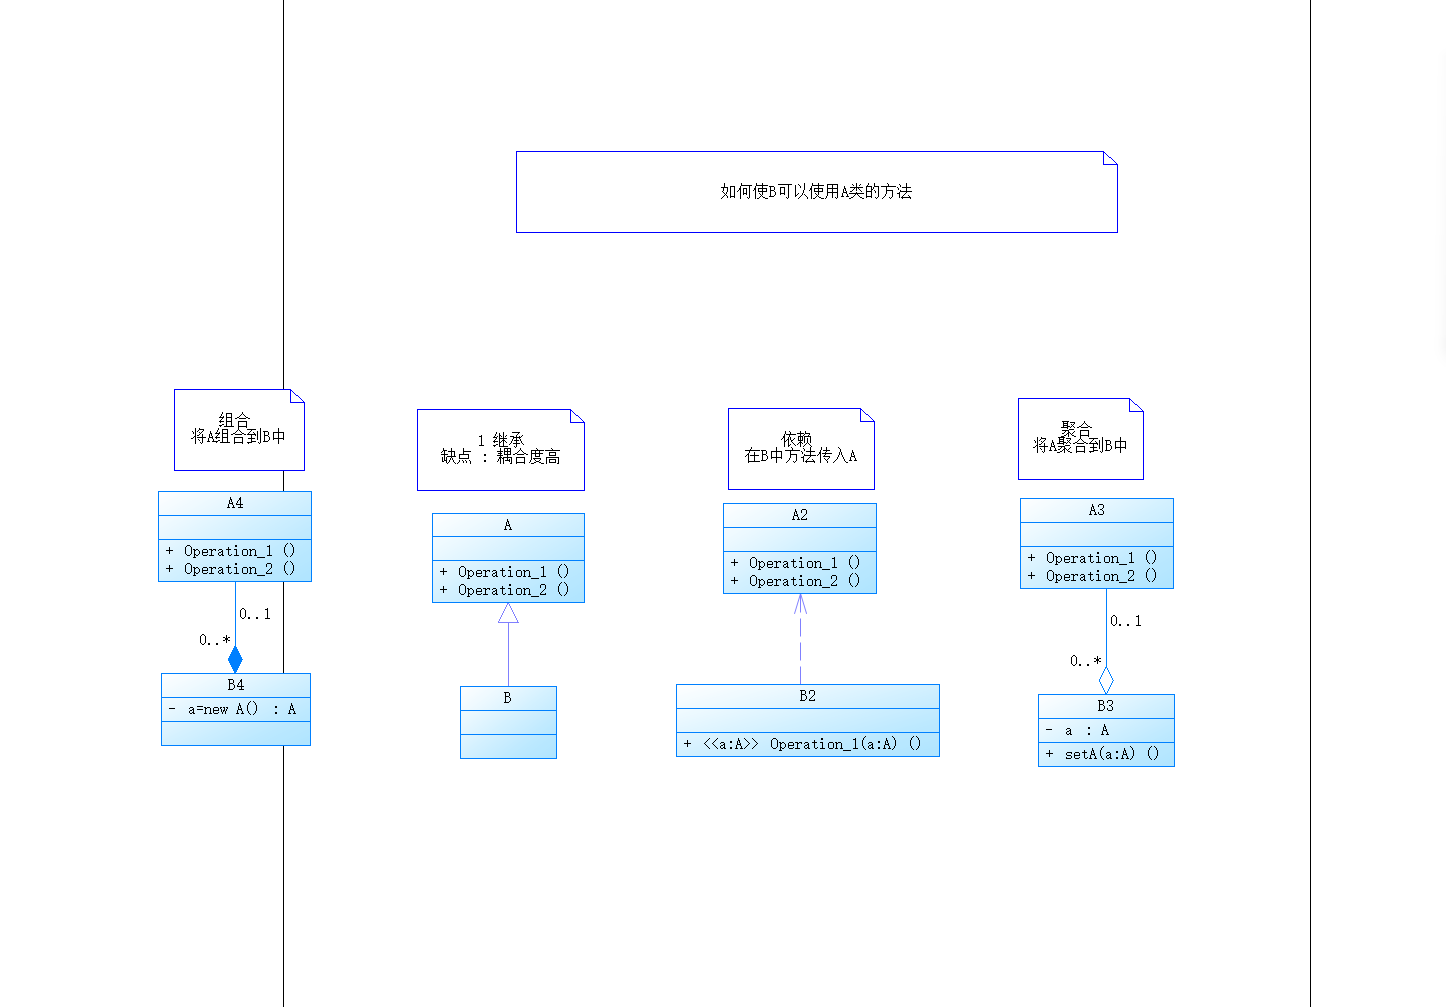 如何使B可以使用A类的方法
组合
将A组合到B中
A4
+ Operation_1 ()
+ Operation_2 ()
0..1
0..*
B4
- a=new A() : A
1 继承
缺点 : 耦合度高
A
+ Operation_1 ()
+ Operation_2 ()
B
依赖
在B中方法传入A
A2
+ Operation_1 ()
+ Operation_2 ()
B2
+ <<a:A>> Operation_1(a:A) ()
聚合
将A聚合到B中
A3
+ Operation_1 ()
+ Operation_2 ()
0..1
0..*
B3
- a : A
+ setA(a:A) ()